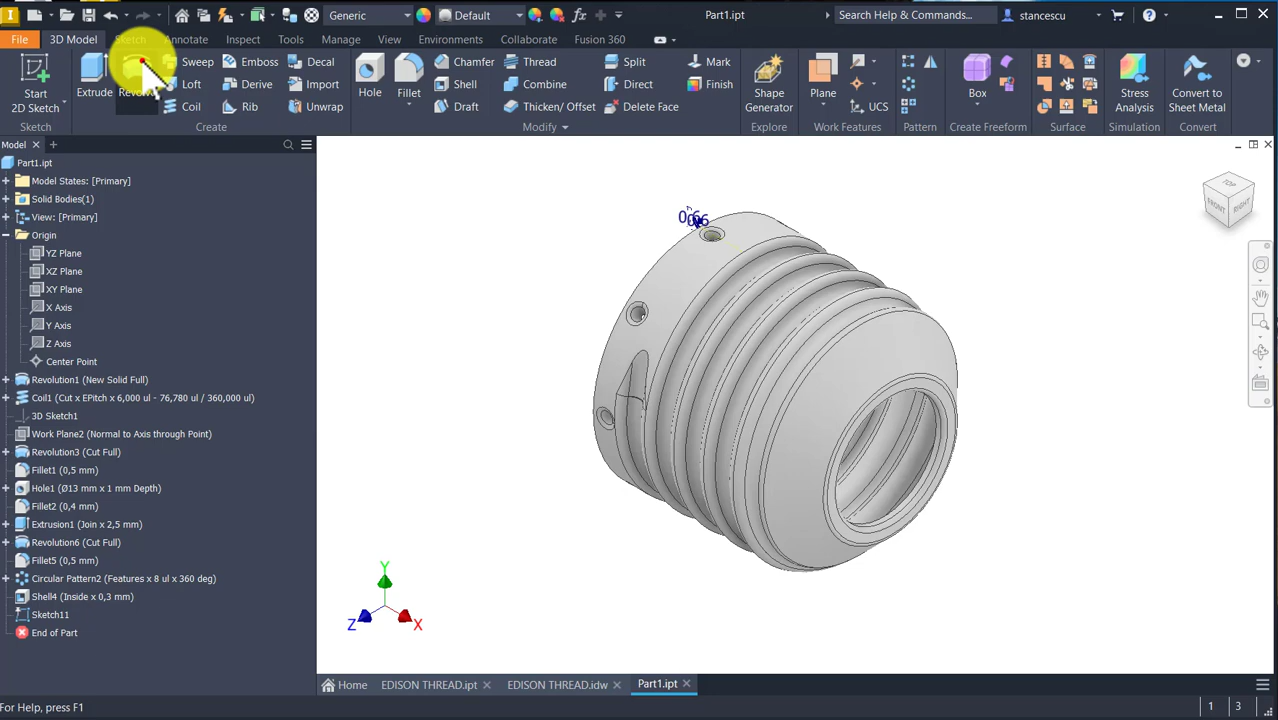 Generic
Default
Part1.ipt
Search Help & Commands...
stancescu
File
3D Model
Sketch
Annotate
Inspect
Tools
Manage
View
Environments
Collaborate
Fusion 360
Start
2D Sketch
Extrude
Sweep
Loft
Coil
Emboss
Derive
Rib
Decal
Import
Unwrap
Hole
Fillet
Chamfer
Shell
Draft
Thread
Combine
Thicken/ Offset
Split
Direct
Delete Face
Mark
Finish
Shape
Generator
Plane
UCS
Box
Stress
Analysis
Convert to
Sheet Metal
Sketch
Create
Modify
Explore
Work Features
Pattern
Create Freeform
Surface
Simulation
Convert
Model
Part1.ipt
Model States: [Primary]
Solid Bodies(1)
View: [Primary]
Origin
YZ Plane
XZ Plane
XY Plane
X Axis
Y Axis
Z Axis
Center Point
Revolution1 (New Solid Full)
Coil1 (Cut x EPitch x 6,000 ul - 76,780 ul / 360,000 ul)
3D Sketch1
Work Plane2 (Normal to Axis through Point)
Revolution3 (Cut Full)
Fillet1 (0,5 mm)
Hole1 (Ø13 mm x 1 mm Depth)
Fillet2 (0,4 mm)
Extrusion1 (Join x 2,5 mm)
Revolution6 (Cut Full)
Fillet5 (0,5 mm)
Circular Pattern2 (Features x 8 ul x 360 deg)
Shell4 (Inside x 0,3 mm)
Sketch11
End of Part
TOP
FRONT
RIGHT
Y
Z
X
Home
EDISON THREAD.ipt
EDISON THREAD.idw
Part1.ipt
For Help, press F1
1
3